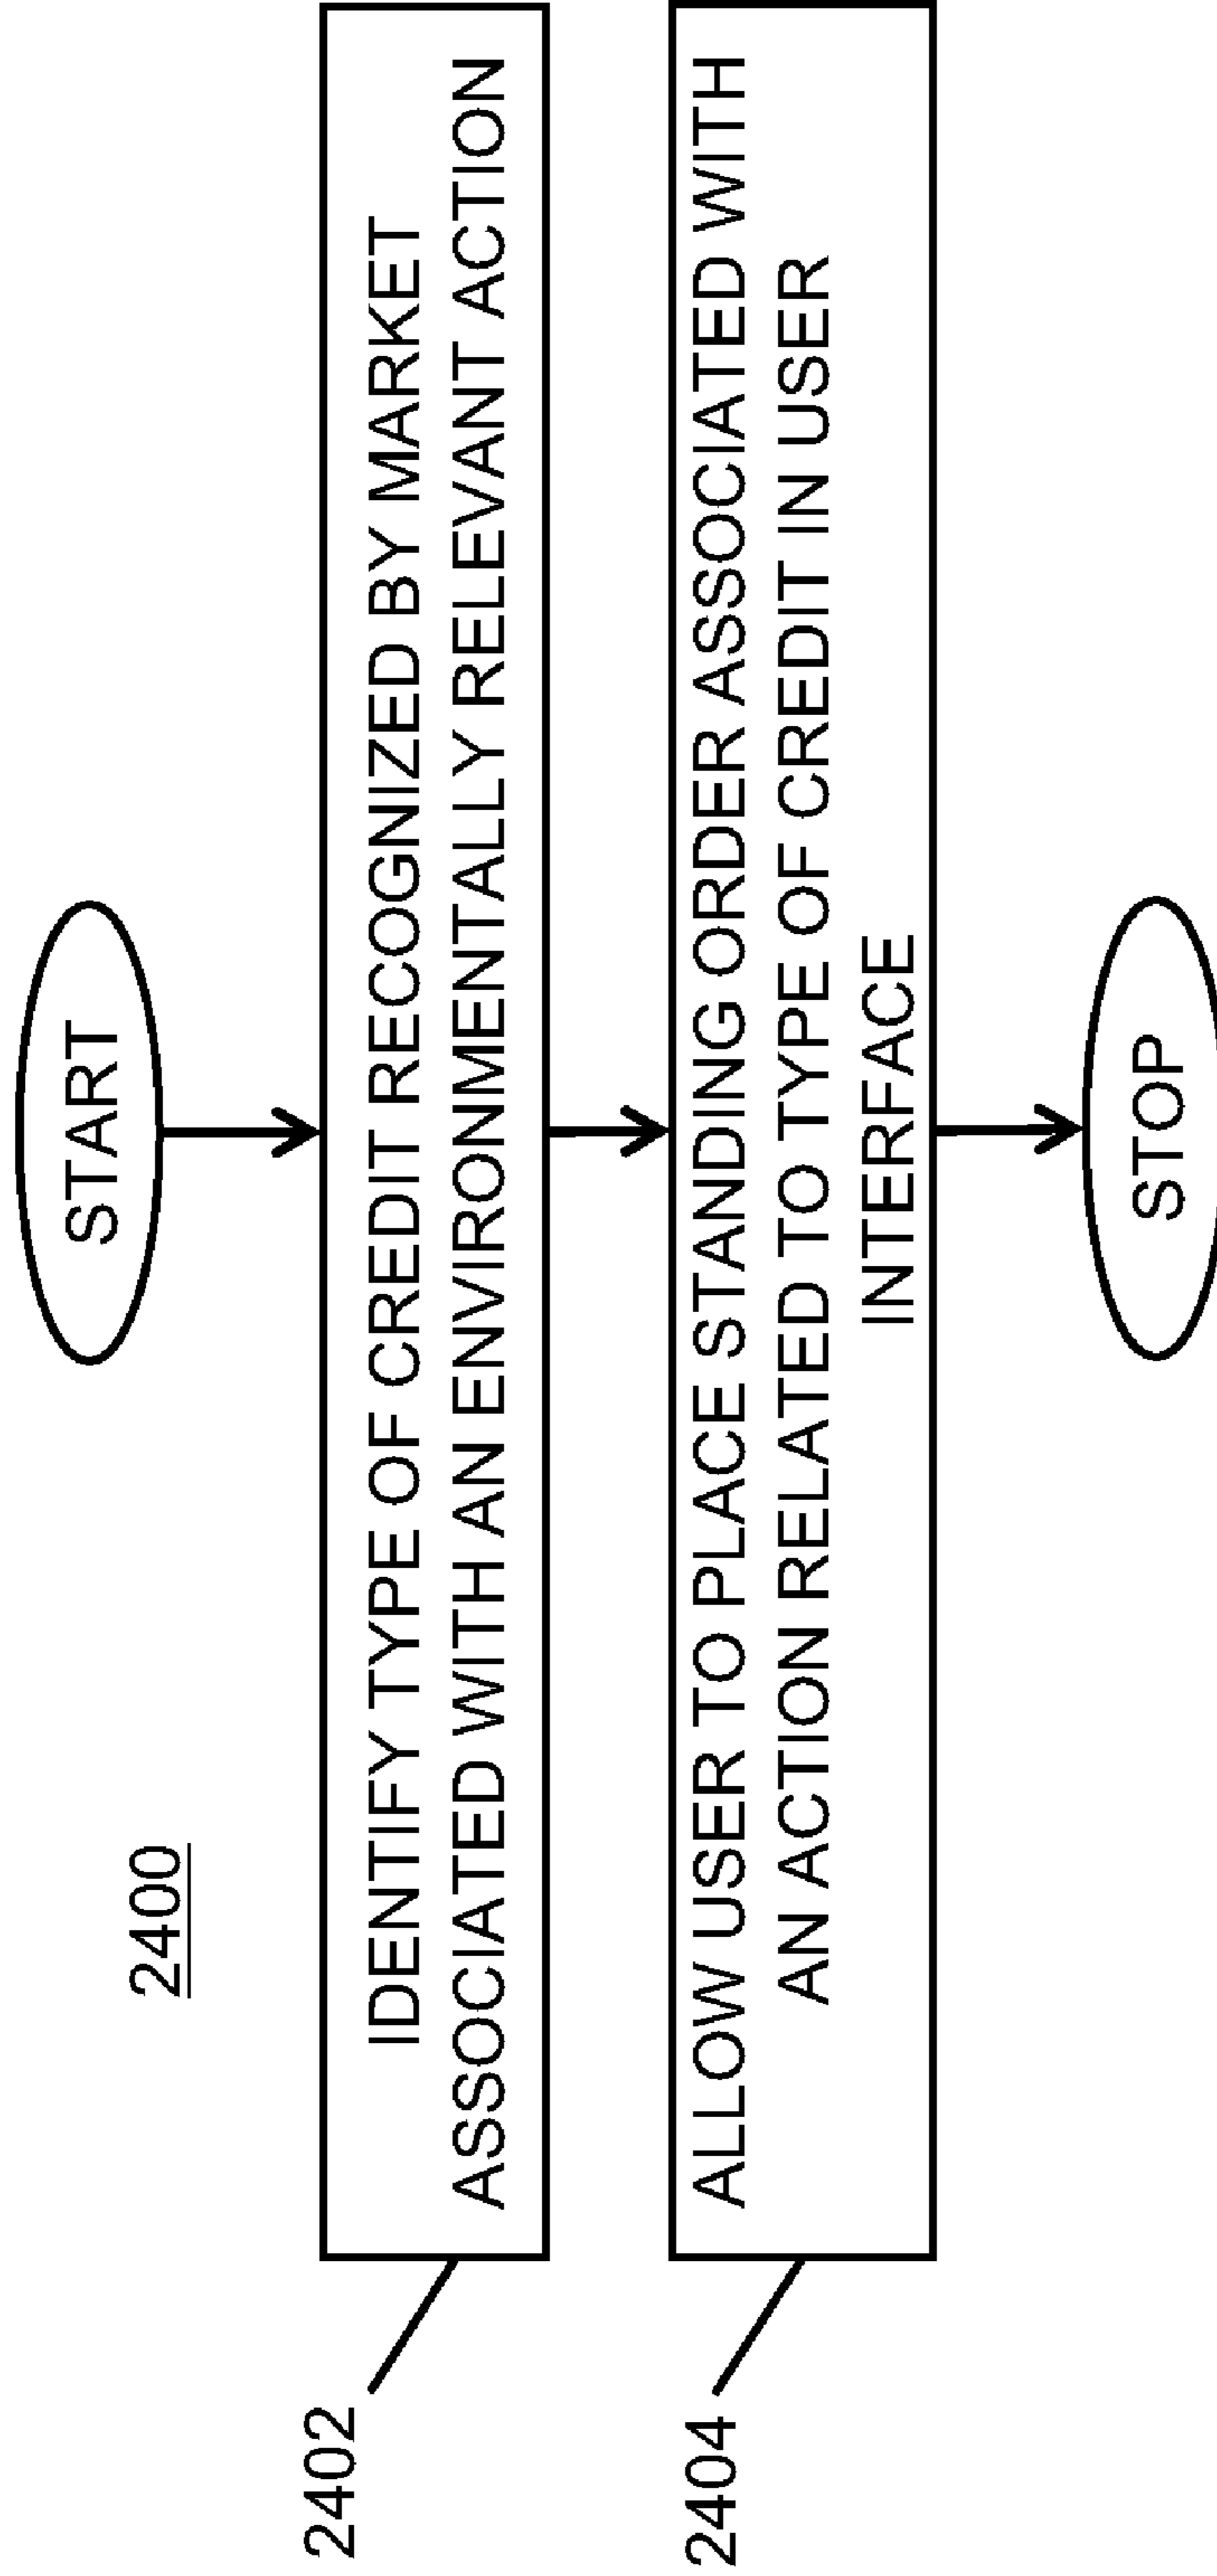 2400
START
2402
IDENTIFY TYPE OF CREDIT RECOGNIZED BY MARKET
ASSOCIATED WITH AN ENVIRONMENTALLY RELEVANT ACTION
2404
ALLOW USER TO PLACE STANDING ORDER ASSOCIATED WITH
AN ACTION RELATED TO TYPE OF CREDIT IN USER
INTERFACE
STOP